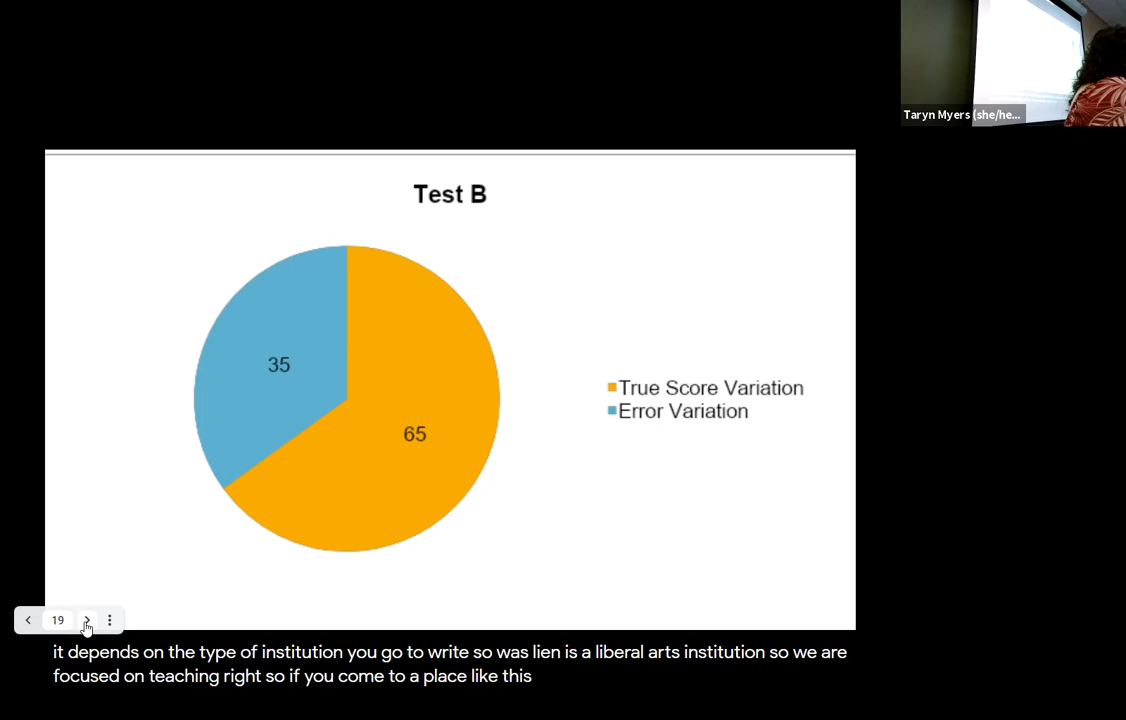 Taryn Myers (she/he...
Test B
35
65
True Score Variation
Error Variation
19
it depends on the type of institution you go to write so was lien is a liberal arts institution so we are
focused on teaching right so if you come to a place like this